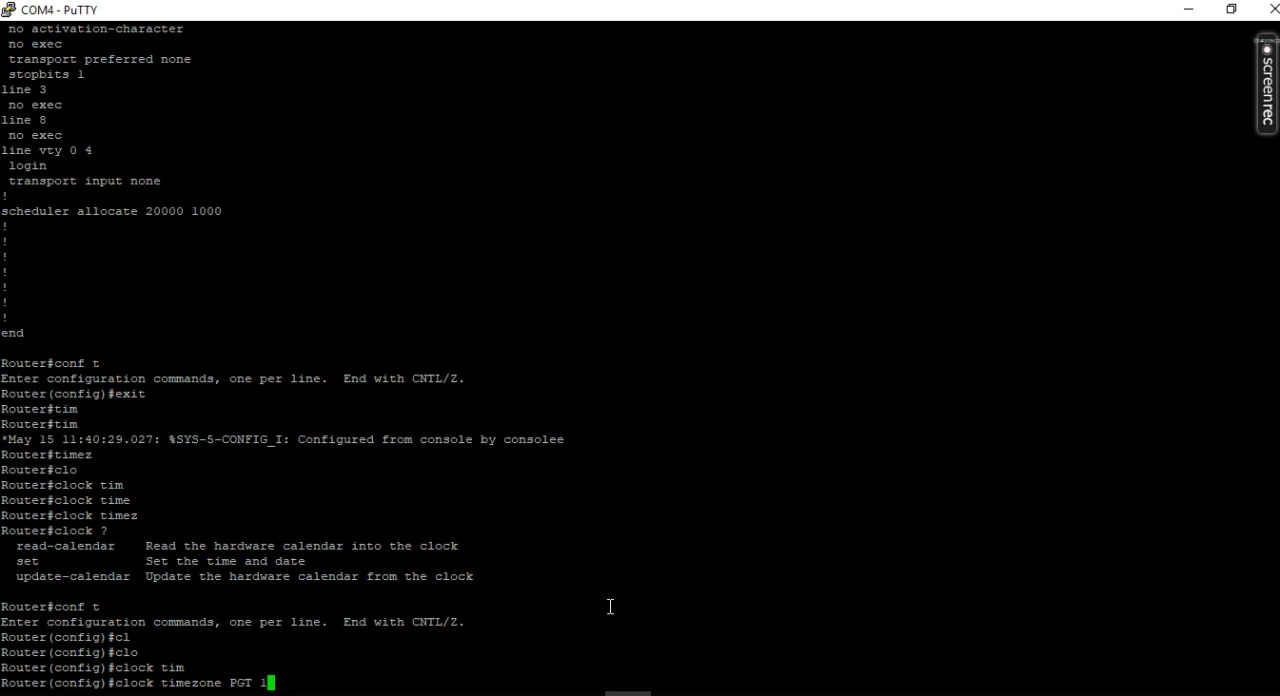 COM4 - PuTTY
no activation-character
no exec
transport preferred none
stopbits 1
line 3
no exec
line 8
no exec
line vty 0 4
login
transport input none
!
scheduler allocate 20000 1000
!
!
!
!
!
!
!
end
Router#conf t
Enter configuration commands, one per line.  End with CNTL/Z.
Router(config)#exit
Router#tim
Router#tim
*May 15 11:40:29.027: %SYS-5-CONFIG_I: Configured from console by consolee
Router#timez
Router#clo
Router#clock tim
Router#clock time
Router#clock timez
Router#clock ?
read-calendar    Read the hardware calendar into the clock
set              Set the time and date
update-calendar  Update the hardware calendar from the clock
Router#conf t
Enter configuration commands, one per line.  End with CNTL/Z.
Router(config)#cl
Router(config)#clo
Router(config)#clock tim
Router(config)#clock timezone PGT 1
screenrec